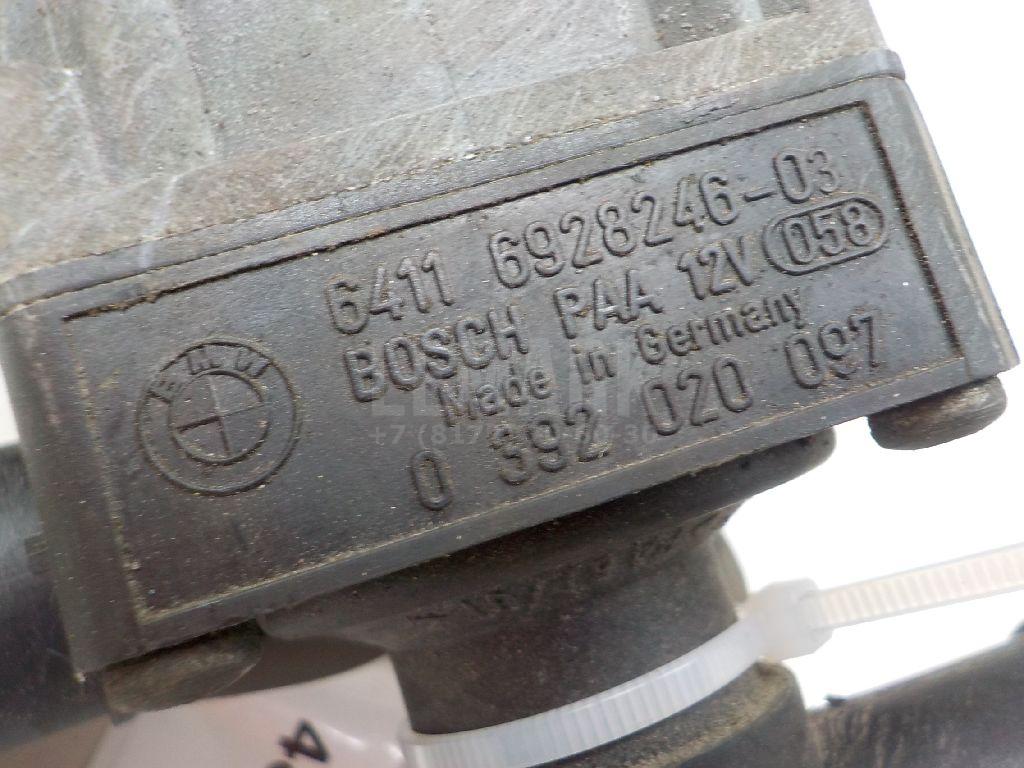 6411 6928246-03
BOSCH PAA 12V 058
Made in Germany
0 392 020 097
BMW